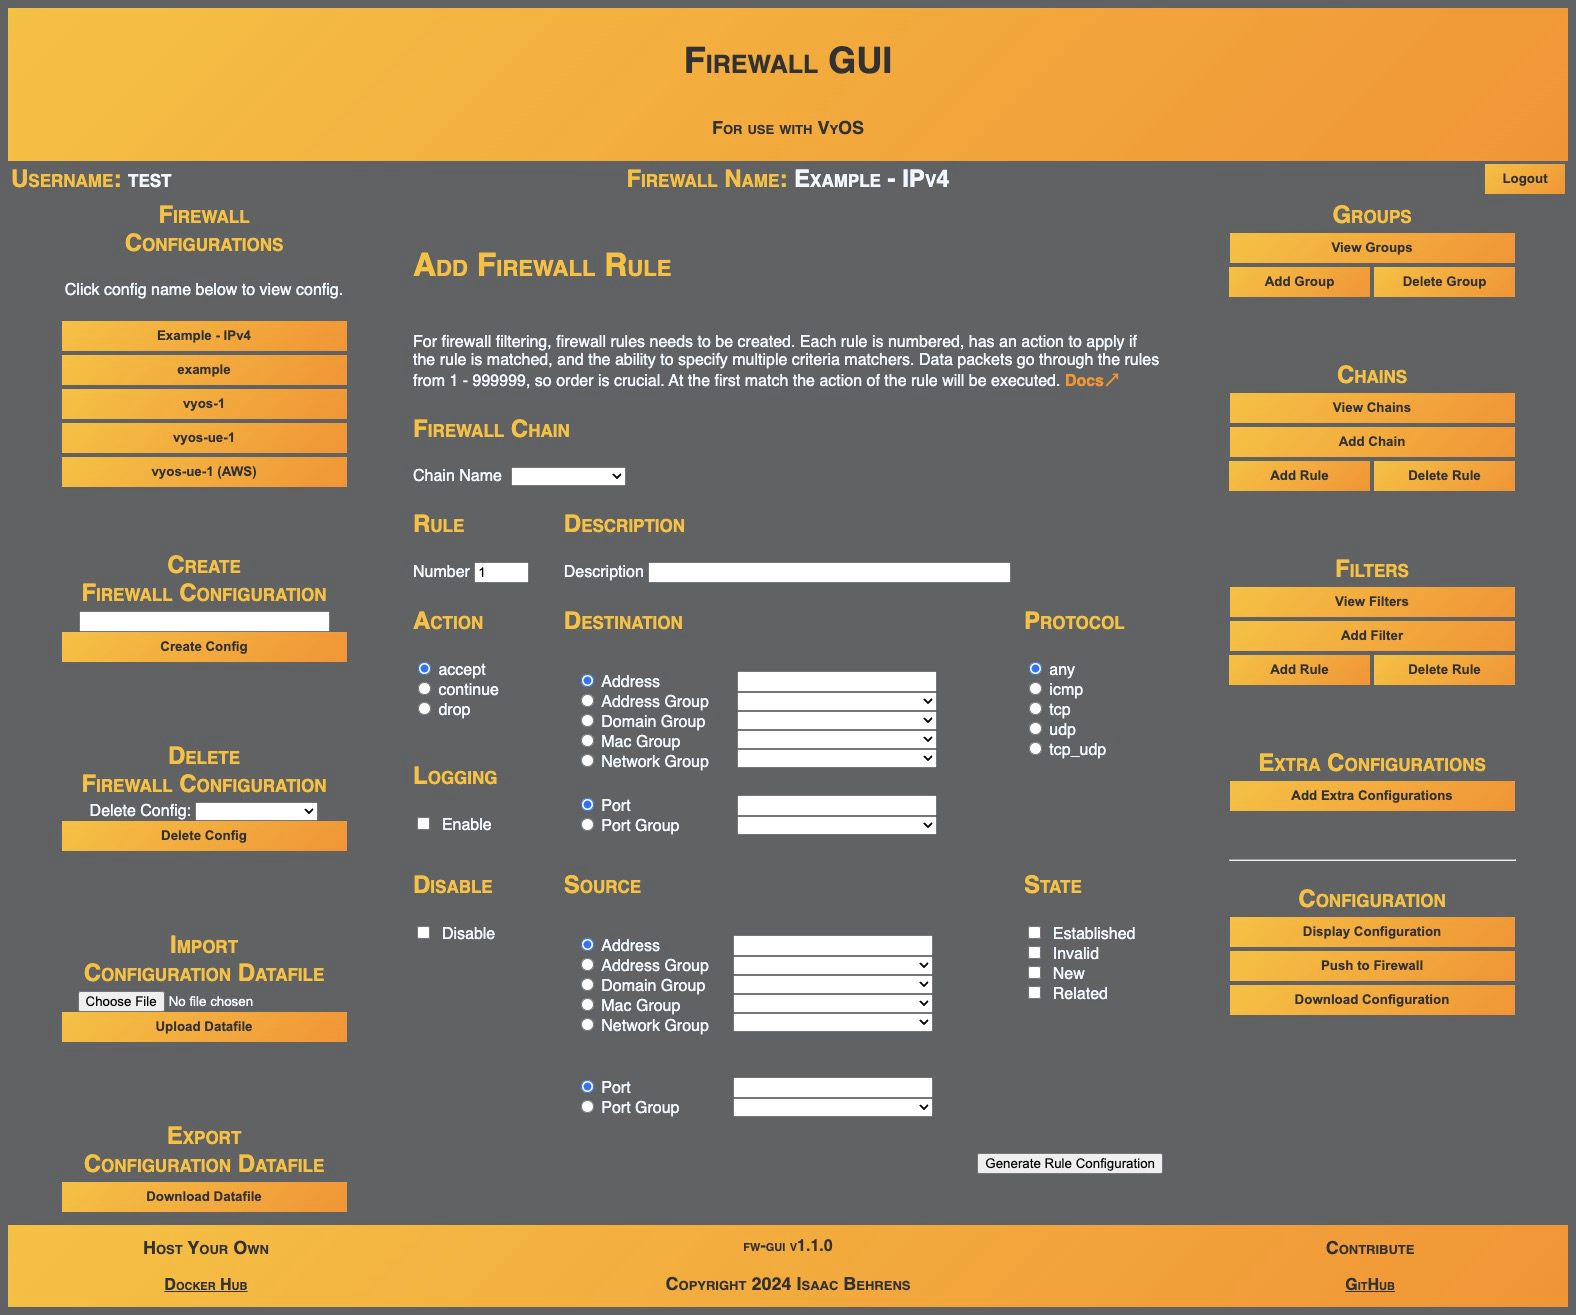 Firewall GUI
For use with VyOS
Username: test
Firewall Name: Example - IPv4
Logout
Firewall
Configurations
Click config name below to view config.
Example - IPv4
example
vyos-1
vyos-ue-1
vyos-ue-1 (AWS)
Create
Firewall Configuration
Create Config
Delete
Firewall Configuration
Delete Config:
Delete Config
Import
Configuration Datafile
Choose File No file chosen
Upload Datafile
Export
Configuration Datafile
Download Datafile
Add Firewall Rule
For firewall filtering, firewall rules needs to be created. Each rule is numbered, has an action to apply if
the rule is matched, and the ability to specify multiple criteria matchers. Data packets go through the rules
from 1 - 999999, so order is crucial. At the first match the action of the rule will be executed. Docs↗
Firewall Chain
Chain Name
Rule
Number 1
Description
Description
Action
accept
continue
drop
Logging
Enable
Destination
Address
Address Group
Domain Group
Mac Group
Network Group
Port
Port Group
Protocol
any
icmp
tcp
udp
tcp_udp
Disable
Disable
Source
Address
Address Group
Domain Group
Mac Group
Network Group
Port
Port Group
State
Established
Invalid
New
Related
Generate Rule Configuration
Groups
View Groups
Add Group
Delete Group
Chains
View Chains
Add Chain
Add Rule
Delete Rule
Filters
View Filters
Add Filter
Add Rule
Delete Rule
Extra Configurations
Add Extra Configurations
Configuration
Display Configuration
Push to Firewall
Download Configuration
Host Your Own
Docker Hub
fw-gui v1.1.0
Copyright 2024 Isaac Behrens
Contribute
GitHub